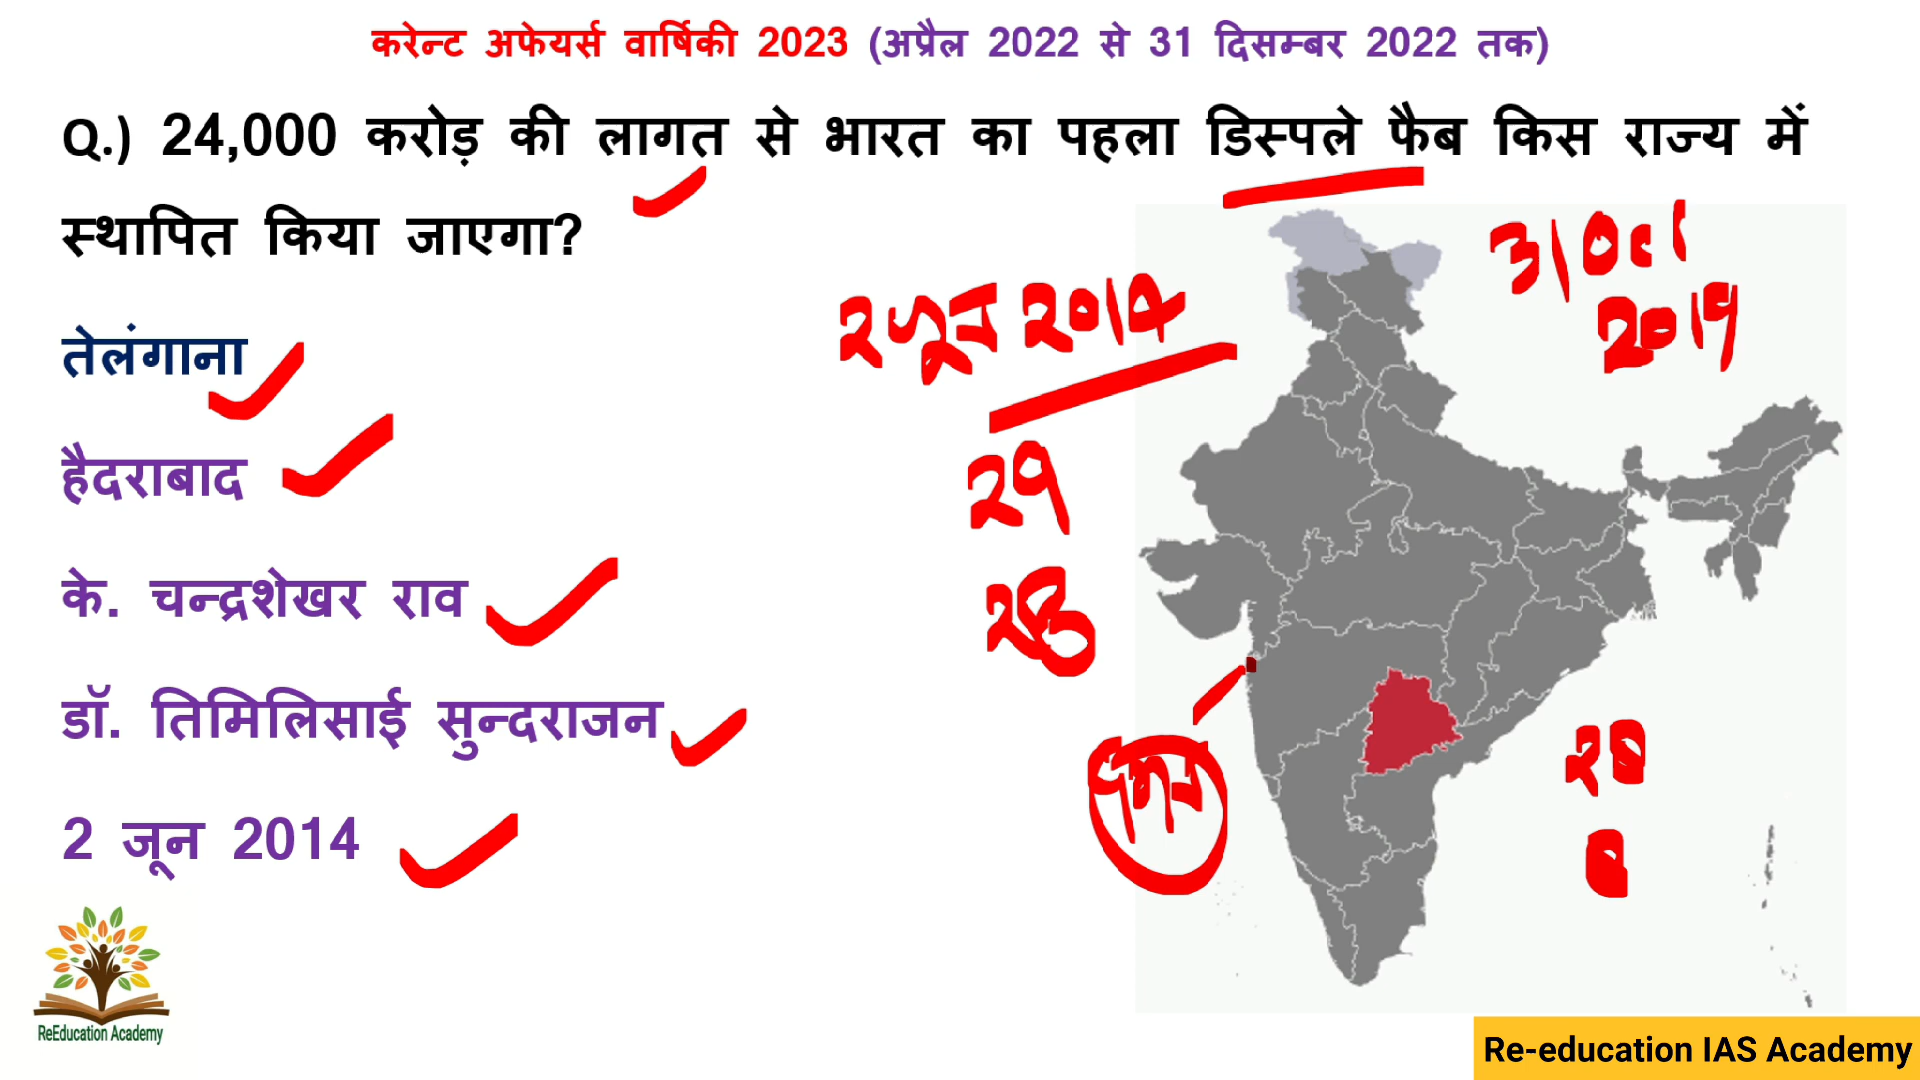 करेन्ट अफेयर्स वार्षिकी 2023 (अप्रैल 2022 से 31 दिसम्बर 2022 तक)
Q.) 24,000 करोड़ की लागत से भारत का पहला डिस्पले फैब किस राज्य में
स्थापित किया जाएगा?
31 Oct
2019
2 जून 2014
तेलंगाना
29
हैदराबाद
28
के. चन्द्रशेखर राव
डॉ. तिमिलिसाई सुन्दराजन
28
8
2 जून 2014
ReEducation Academy
Re-education IAS Academy